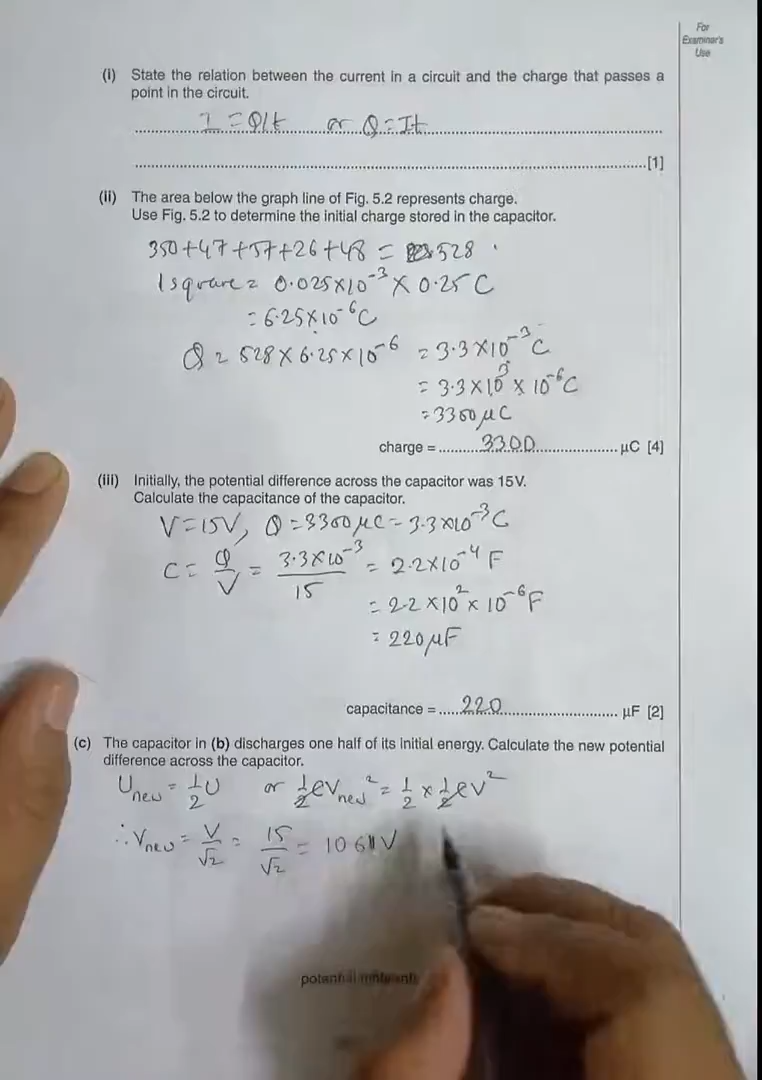 For
Examiner's
Use
(i) State the relation between the current in a circuit and the charge that passes a
point in the circuit.
I = Q/t or Q = It
[1]
(ii) The area below the graph line of Fig. 5.2 represents charge.
Use Fig. 5.2 to determine the initial charge stored in the capacitor.
350+47+57+26+48 = 528
1 square = 0.025×10⁻³ × 0.25 C
= 6.25×10⁻⁶ C
Q = 528 × 6.25×10⁻⁶ = 3.3×10⁻³ C
= 3.3×10³ × 10⁻⁶ C
= 3300 μC
charge = 3300 μC [4]
(iii) Initially, the potential difference across the capacitor was 15V.
Calculate the capacitance of the capacitor.
V = 15V, Q = 3300 μC = 3.3×10⁻³ C
C = Q/V = 3.3×10⁻³/15 = 2.2×10⁻⁴ F
= 2.2×10² × 10⁻⁶ F
= 220 μF
capacitance = 220 μF [2]
(c) The capacitor in (b) discharges one half of its initial energy. Calculate the new potential
difference across the capacitor.
U new = 1/2 U or 1/2 C V new² = 1/2 × 1/2 C V²
∴ V new = V/√2 = 15/√2 = 10.61 V